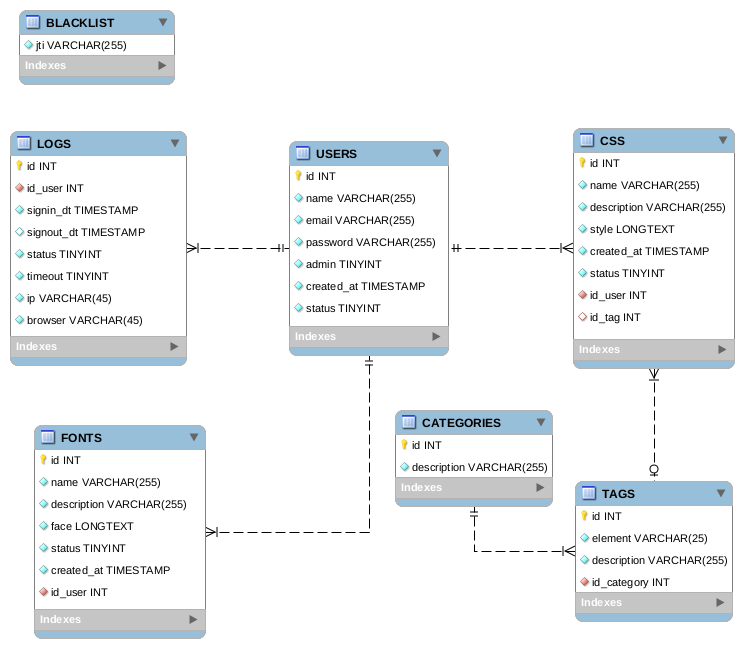 BLACKLIST
jti VARCHAR(255)
Indexes
LOGS
id INT
id_user INT
signin_dt TIMESTAMP
signout_dt TIMESTAMP
status TINYINT
timeout TINYINT
ip VARCHAR(45)
browser VARCHAR(45)
Indexes
USERS
id INT
name VARCHAR(255)
email VARCHAR(255)
password VARCHAR(255)
admin TINYINT
created_at TIMESTAMP
status TINYINT
Indexes
CSS
id INT
name VARCHAR(255)
description VARCHAR(255)
style LONGTEXT
created_at TIMESTAMP
status TINYINT
id_user INT
id_tag INT
Indexes
FONTS
id INT
name VARCHAR(255)
description VARCHAR(255)
face LONGTEXT
status TINYINT
created_at TIMESTAMP
id_user INT
Indexes
CATEGORIES
id INT
description VARCHAR(255)
Indexes
TAGS
id INT
element VARCHAR(25)
description VARCHAR(255)
id_category INT
Indexes